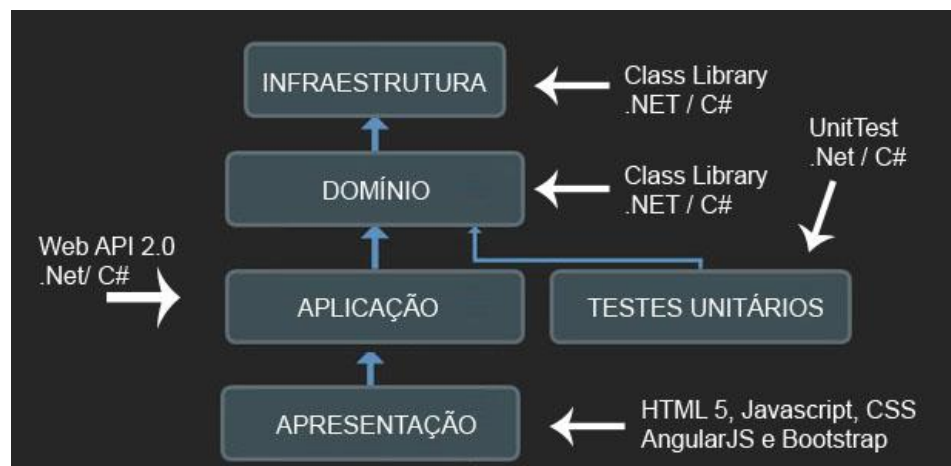 INFRAESTRUTURA
Class Library
.NET / C#
UnitTest
.Net / C#
DOMÍNIO
Class Library
.NET / C#
Web API 2.0
.Net/ C#
APLICAÇÃO
TESTES UNITÁRIOS
APRESENTAÇÃO
HTML 5, Javascript, CSS
AngularJS e Bootstrap